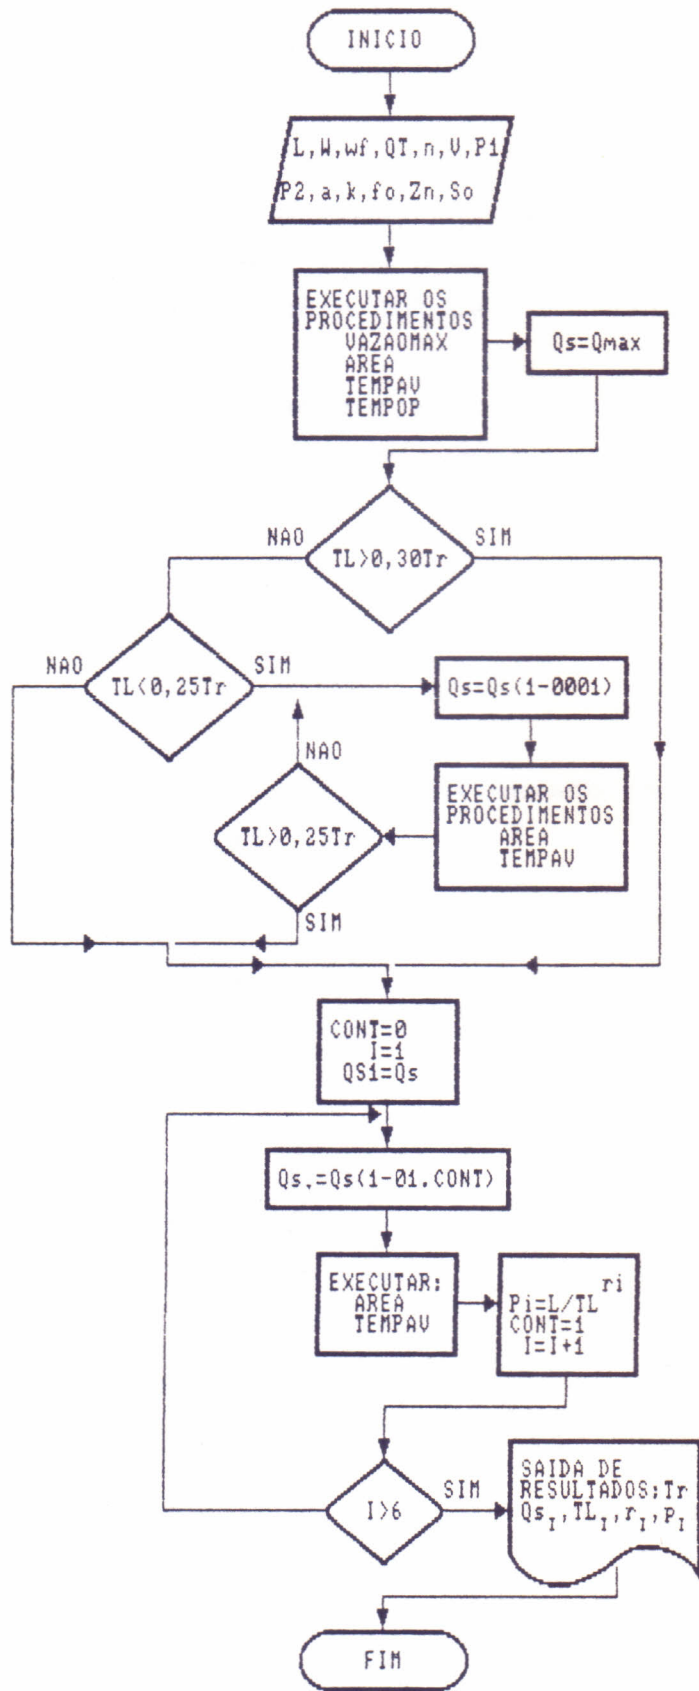 INICIO
L,W,wf,QT,n,V,P1
P2,a,k,fo,Zn,So
EXECUTAR OS
PROCEDIMENTOS
VAZAOMAX
AREA
TEMPAV
TEMPOP
Qs=Qmax
NAO
SIM
TL>0,30Tr
NAO
SIM
TL<0,25Tr
Qs=Qs(1-0001)
NAO
EXECUTAR OS
PROCEDIMENTOS
AREA
TEMPAV
TL>0,25Tr
SIM
CONT=0
I=1
QS1=Qs
Qs,=Qs(1-01.CONT)
EXECUTAR:
AREA
TEMPAV
ri
Pi=L/TL
CONT=1
I=I+1
I>6
SIM
SAIDA DE
RESULTADOS:Tr
QsI,TLI,rI,pI
FIM